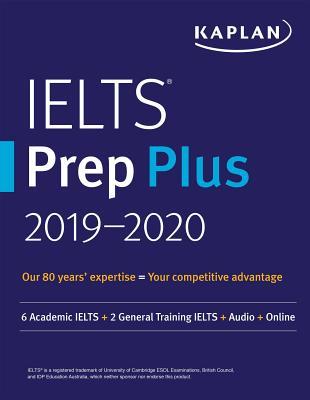 KAPLAN
IELTS®
Prep Plus
2019–2020
Our 80 years' expertise = Your competitive advantage
6 Academic IELTS + 2 General Training IELTS + Audio + Online
IELTS® is a registered trademark of University of Cambridge ESOL Examinations, British Council,
and IDP Education Australia, which neither sponsor nor endorse this product.